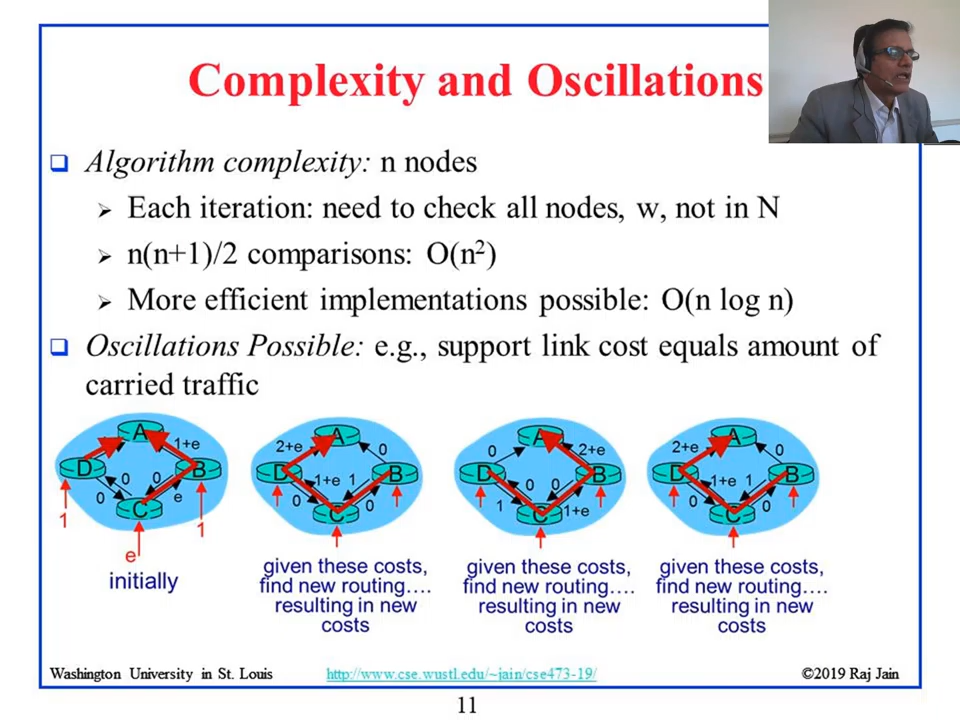 Complexity and Oscillations
Algorithm complexity: n nodes
Each iteration: need to check all nodes, w, not in N
n(n+1)/2 comparisons: O(n²)
More efficient implementations possible: O(n log n)
Oscillations Possible: e.g., support link cost equals amount of
carried traffic
A
1+e
D
B
0
0
0
e
C
1
1
e
initially
A
2+e
0
D
B
1+e
1
0
0
C
given these costs,
find new routing….
resulting in new
costs
A
0
2+e
D
B
0
0
1
1+e
C
given these costs,
find new routing….
resulting in new
costs
A
2+e
0
D
B
1+e
1
0
0
C
given these costs,
find new routing….
resulting in new
costs
Washington University in St. Louis
http://www.cse.wustl.edu/~jain/cse473-19/
©2019 Raj Jain
11